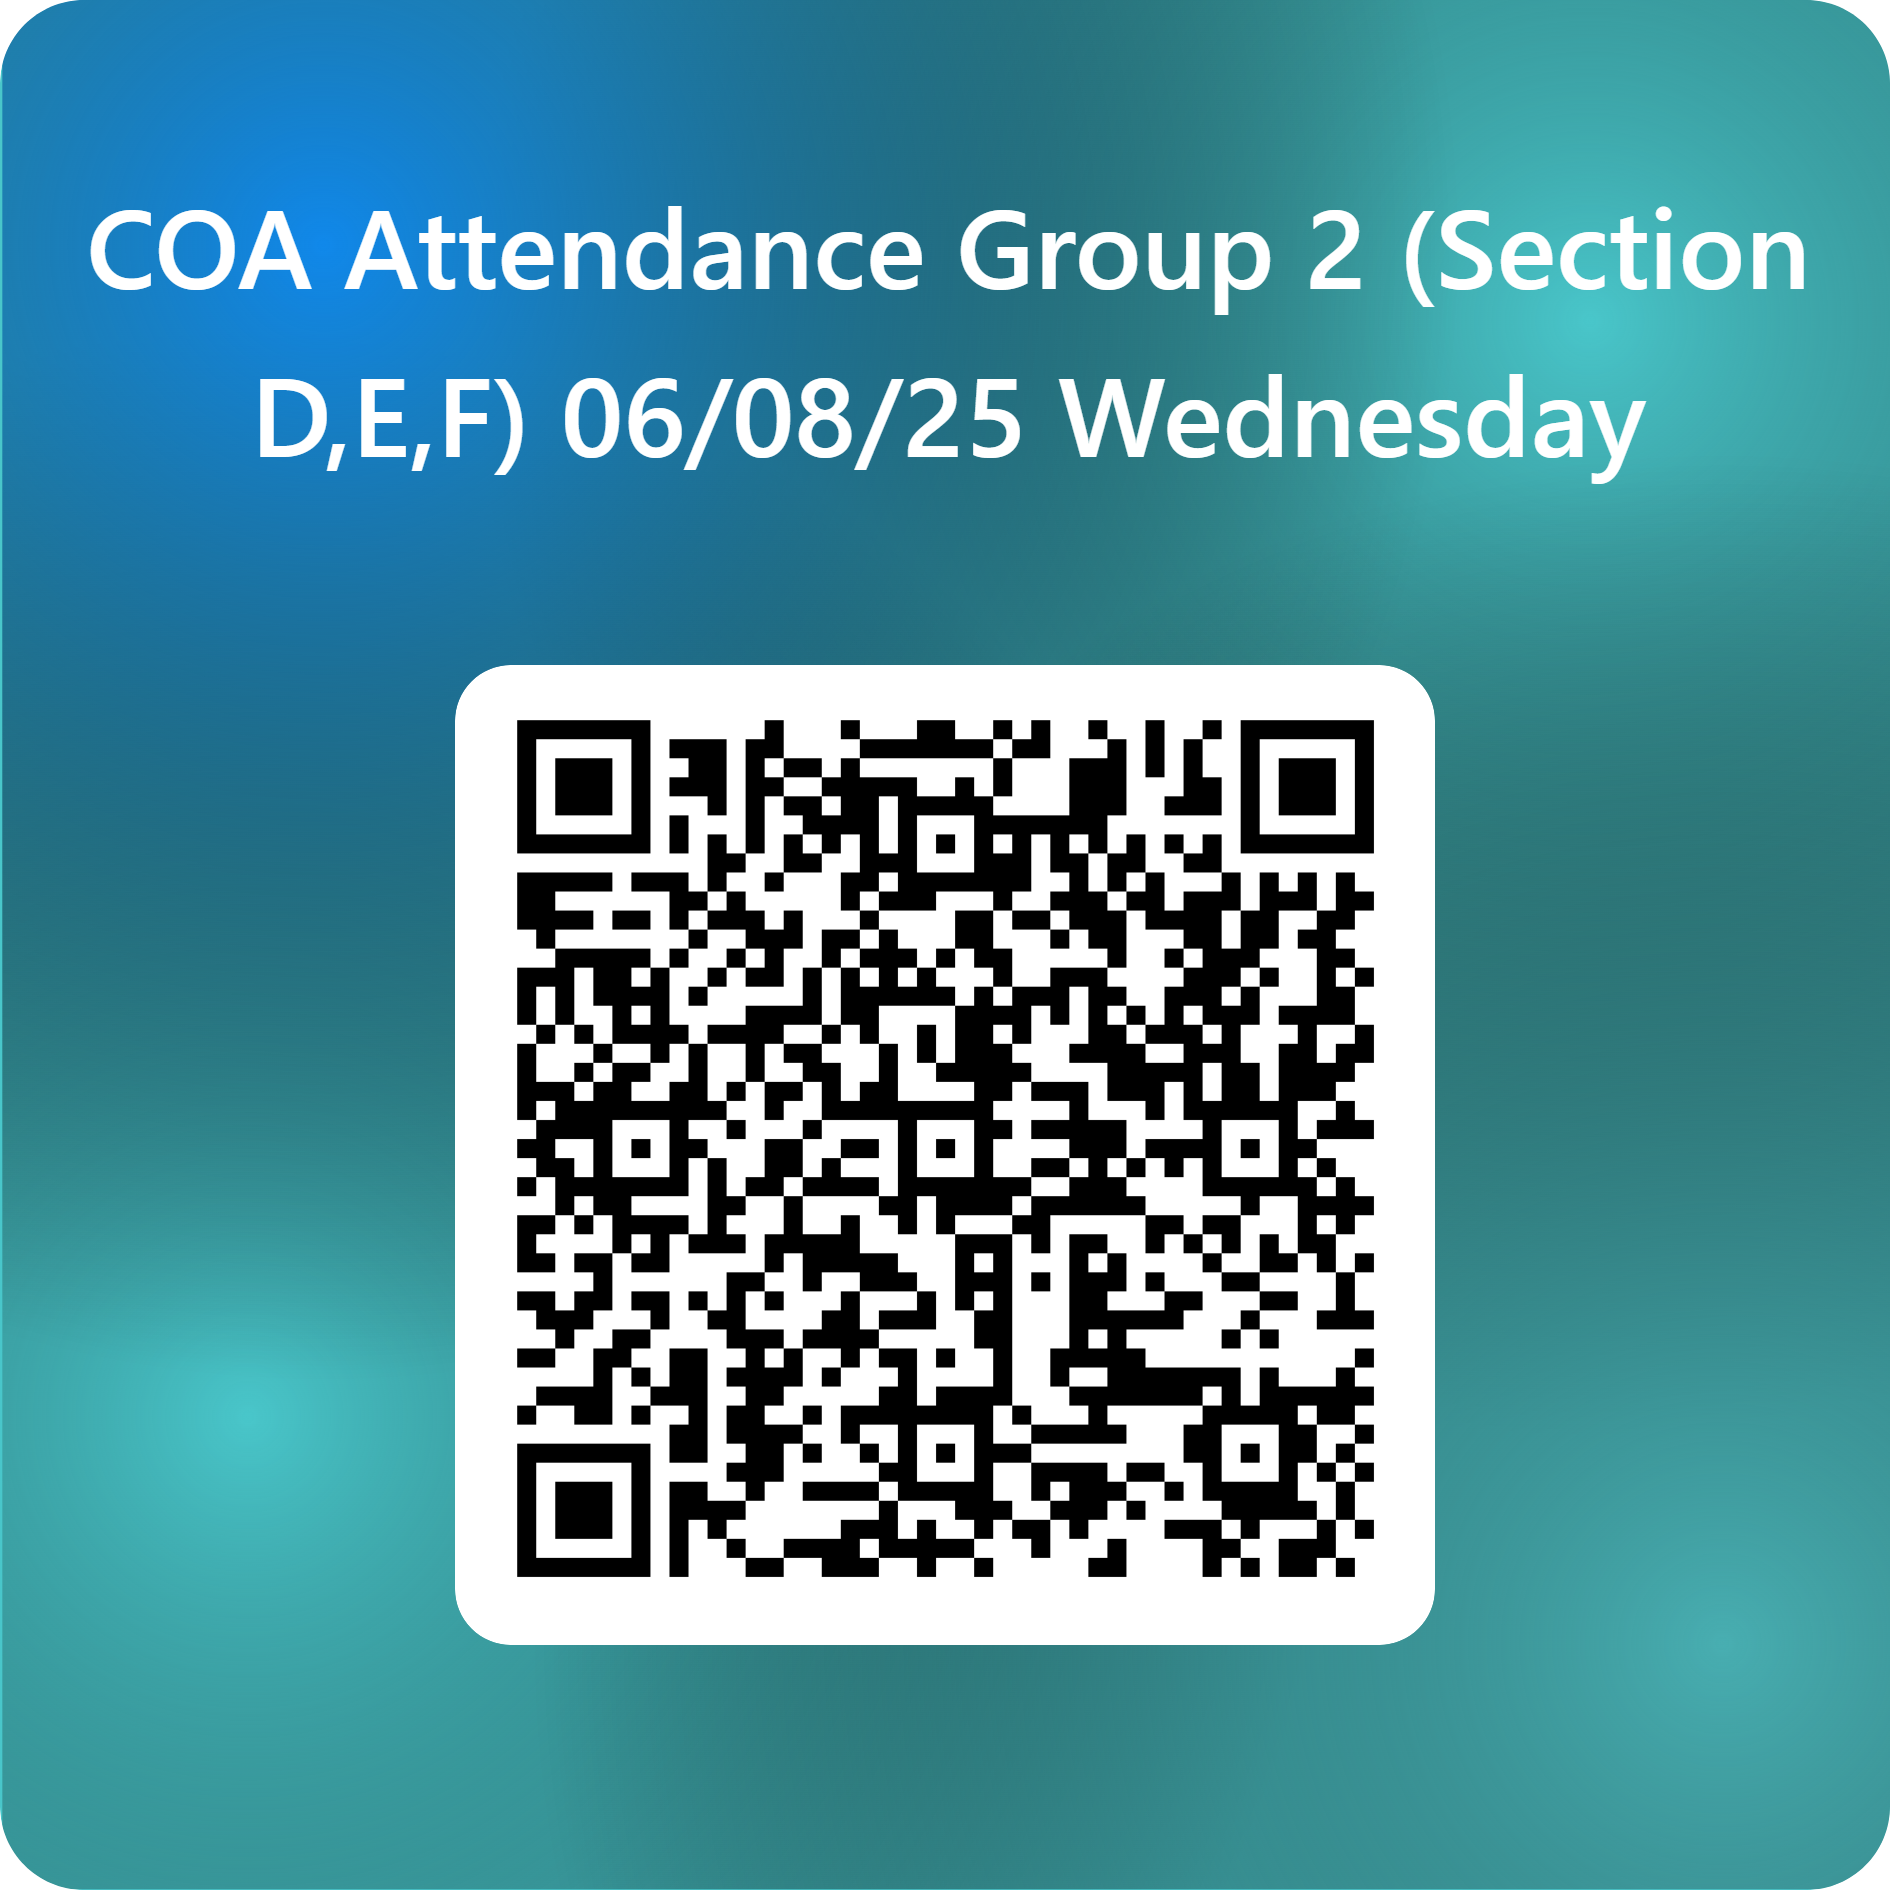 COA Attendance Group 2 (Section
D,E,F) 06/08/25 Wednesday